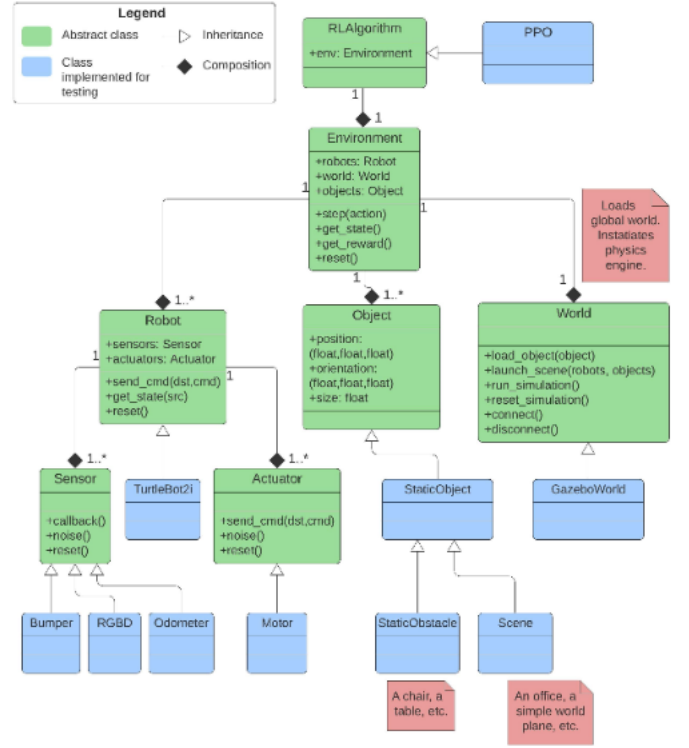 Legend
Abstract class
Inheritance
Class
implemented for
testing
Composition
RLAlgorithm
+env: Environment
PPO
1
1
Environment
+robots: Robot
+world: World
+objects: Object
+step(action)
+get_state()
+get_reward()
+reset()
1
1
1
Loads
global world.
Instatiates
physics
engine.
1..*
1..*
1
Robot
+sensors: Sensor
+actuators: Actuator
+send_cmd(dst,cmd)
+get_state(src)
+reset()
1
1
Object
+position:
(float,float,float)
+orientation:
(float,float,float)
+size: float
World
+load_object(object)
+launch_scene(robots, objects)
+run_simulation()
+reset_simulation()
+connect()
+disconnect()
1..*
1..*
Sensor
+callback()
+noise()
+reset()
TurtleBot2i
Actuator
+send_cmd(dst,cmd)
+noise()
+reset()
StaticObject
GazeboWorld
Bumper
RGBD
Odometer
Motor
StaticObstacle
Scene
A chair, a
table, etc.
An office, a
simple world
plane, etc.